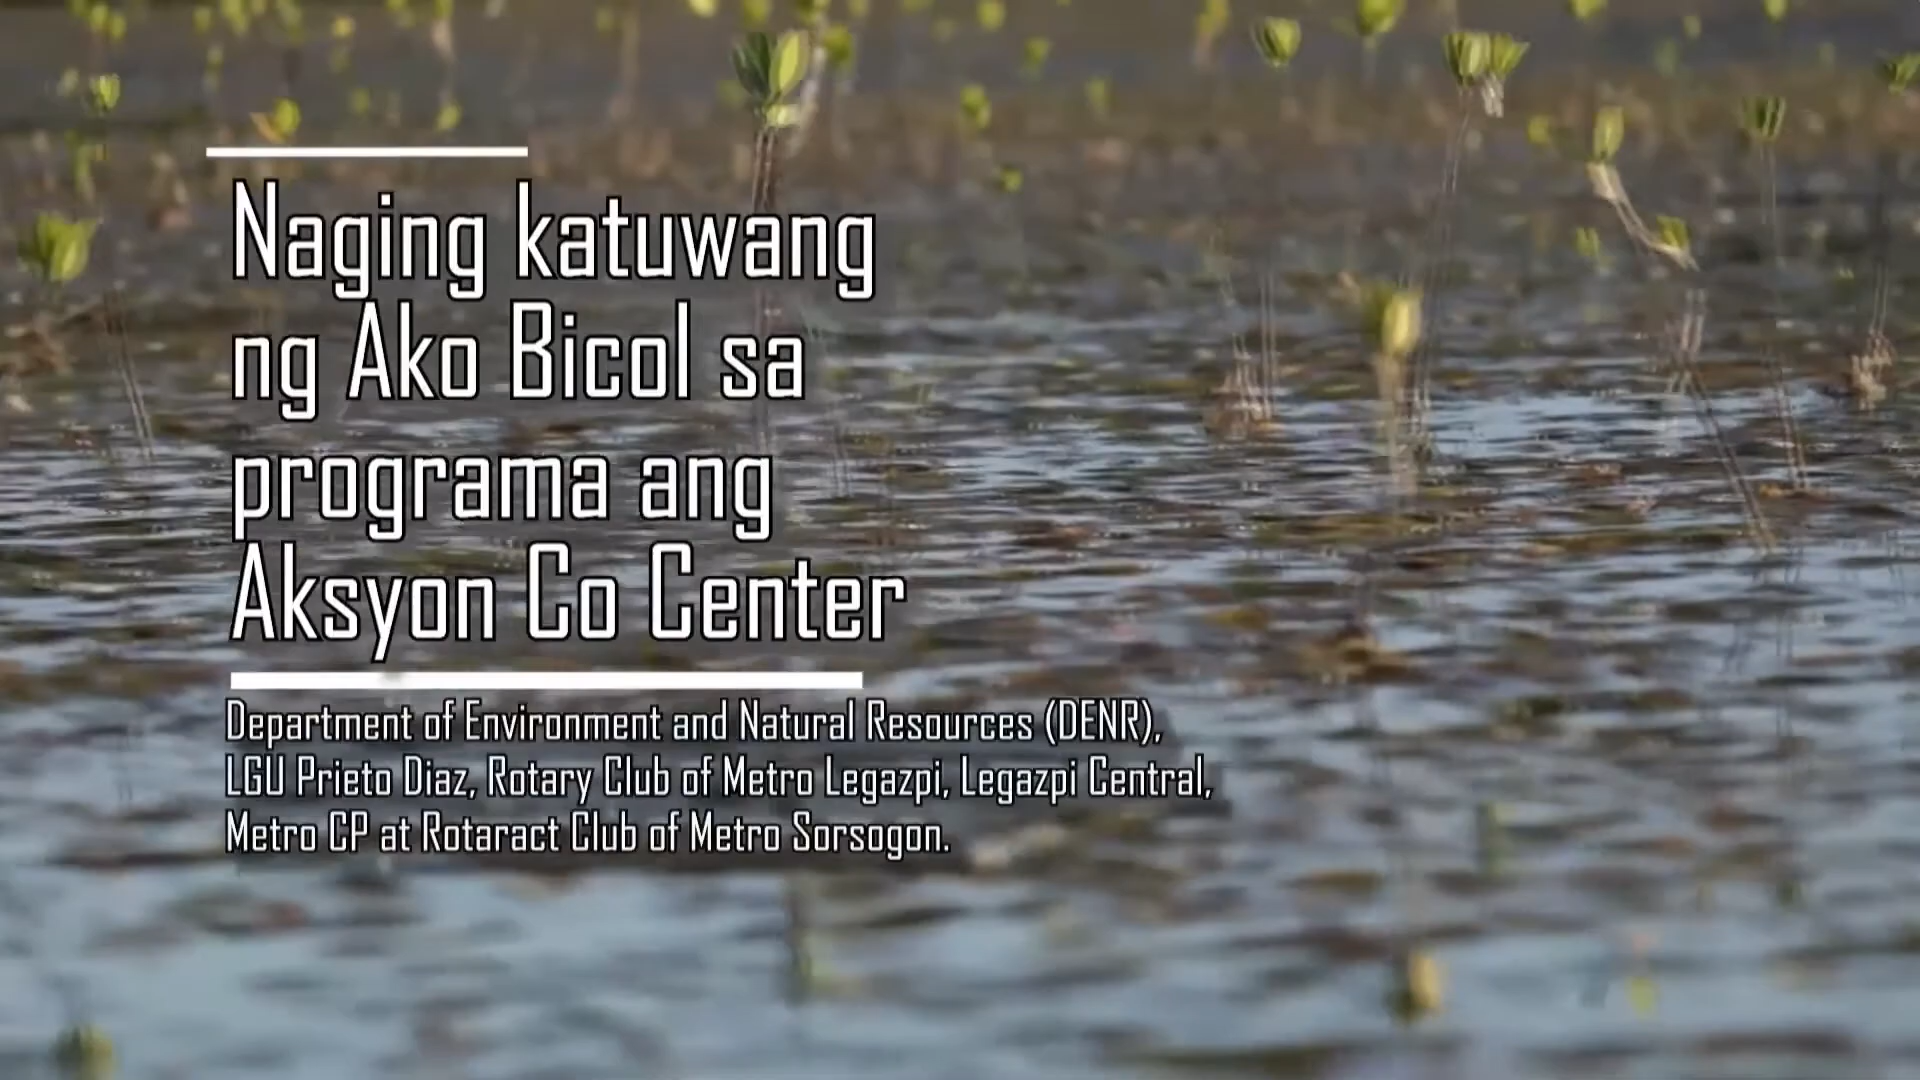 Naging katuwang
ng Ako Bicol sa
programa ang
Aksyon Co Center
Department of Environment and Natural Resources (DENR),
LGU Prieto Diaz, Rotary Club of Metro Legazpi, Legazpi Central,
Metro CP at Rotaract Club of Metro Sorsogon.